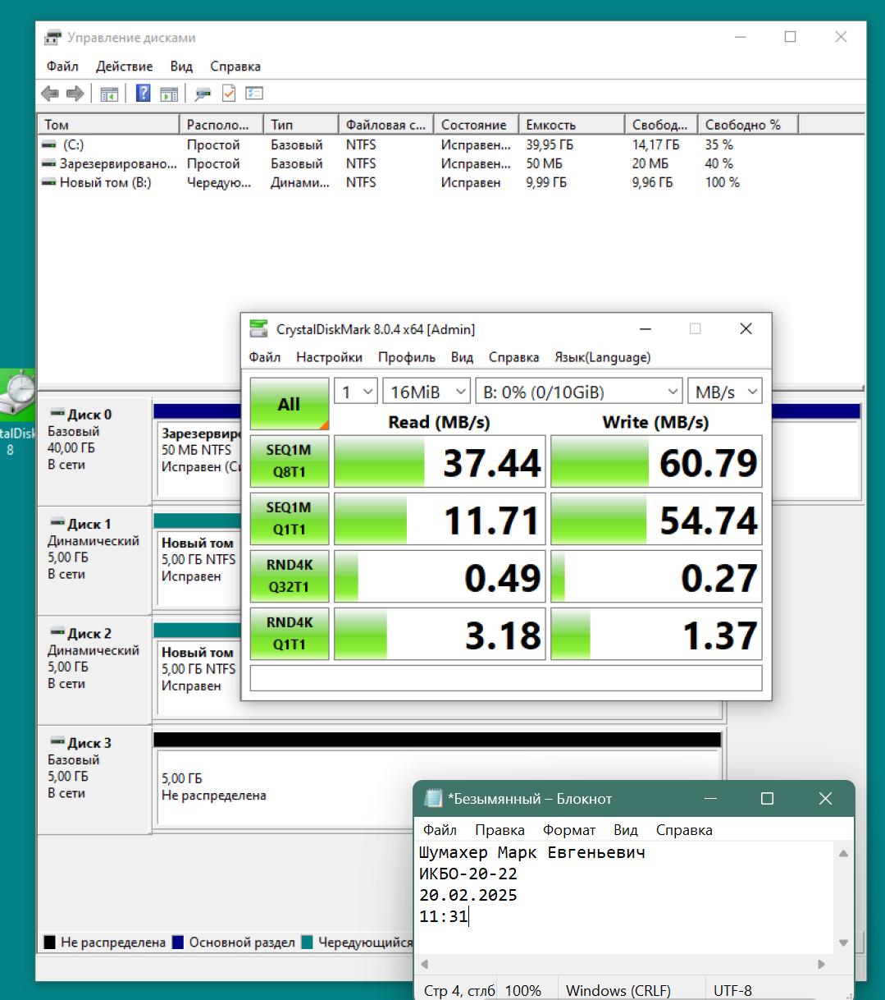 Управление дисками
Файл Действие Вид Справка
Том Располо... Тип Файловая с... Состояние Емкость Свобод... Свободно %
(C:) Простой Базовый NTFS Исправен... 39,95 ГБ 14,17 ГБ 35 %
Зарезервировано... Простой Базовый NTFS Исправен... 50 МБ 20 МБ 40 %
Новый том (B:) Чередую... Динами... NTFS Исправен 9,99 ГБ 9,96 ГБ 100 %
CrystalDiskMark 8.0.4 x64 [Admin]
Файл Настройки Профиль Вид Справка Язык(Language)
All 1 16MiB B: 0% (0/10GiB) MB/s
Read (MB/s) Write (MB/s)
SEQ1M
Q8T1
37.44 60.79
SEQ1M
Q1T1
11.71 54.74
RND4K
Q32T1
0.49 0.27
RND4K
Q1T1
3.18 1.37
talDisk
8
Диск 0
Базовый
40,00 ГБ
В сети
Зарезервиро
50 МБ NTFS
Исправен (Си
Диск 1
Динамический
5,00 ГБ
В сети
Новый том
5,00 ГБ NTFS
Исправен
Диск 2
Динамический
5,00 ГБ
В сети
Новый том
5,00 ГБ NTFS
Исправен
Диск 3
Базовый
5,00 ГБ
В сети
5,00 ГБ
Не распределена
Не распределена Основной раздел Чередующийся
*Безымянный – Блокнот
Файл Правка Формат Вид Справка
Шумахер Марк Евгеньевич
ИКБО-20-22
20.02.2025
11:31
Стр 4, стлб 100% Windows (CRLF) UTF-8